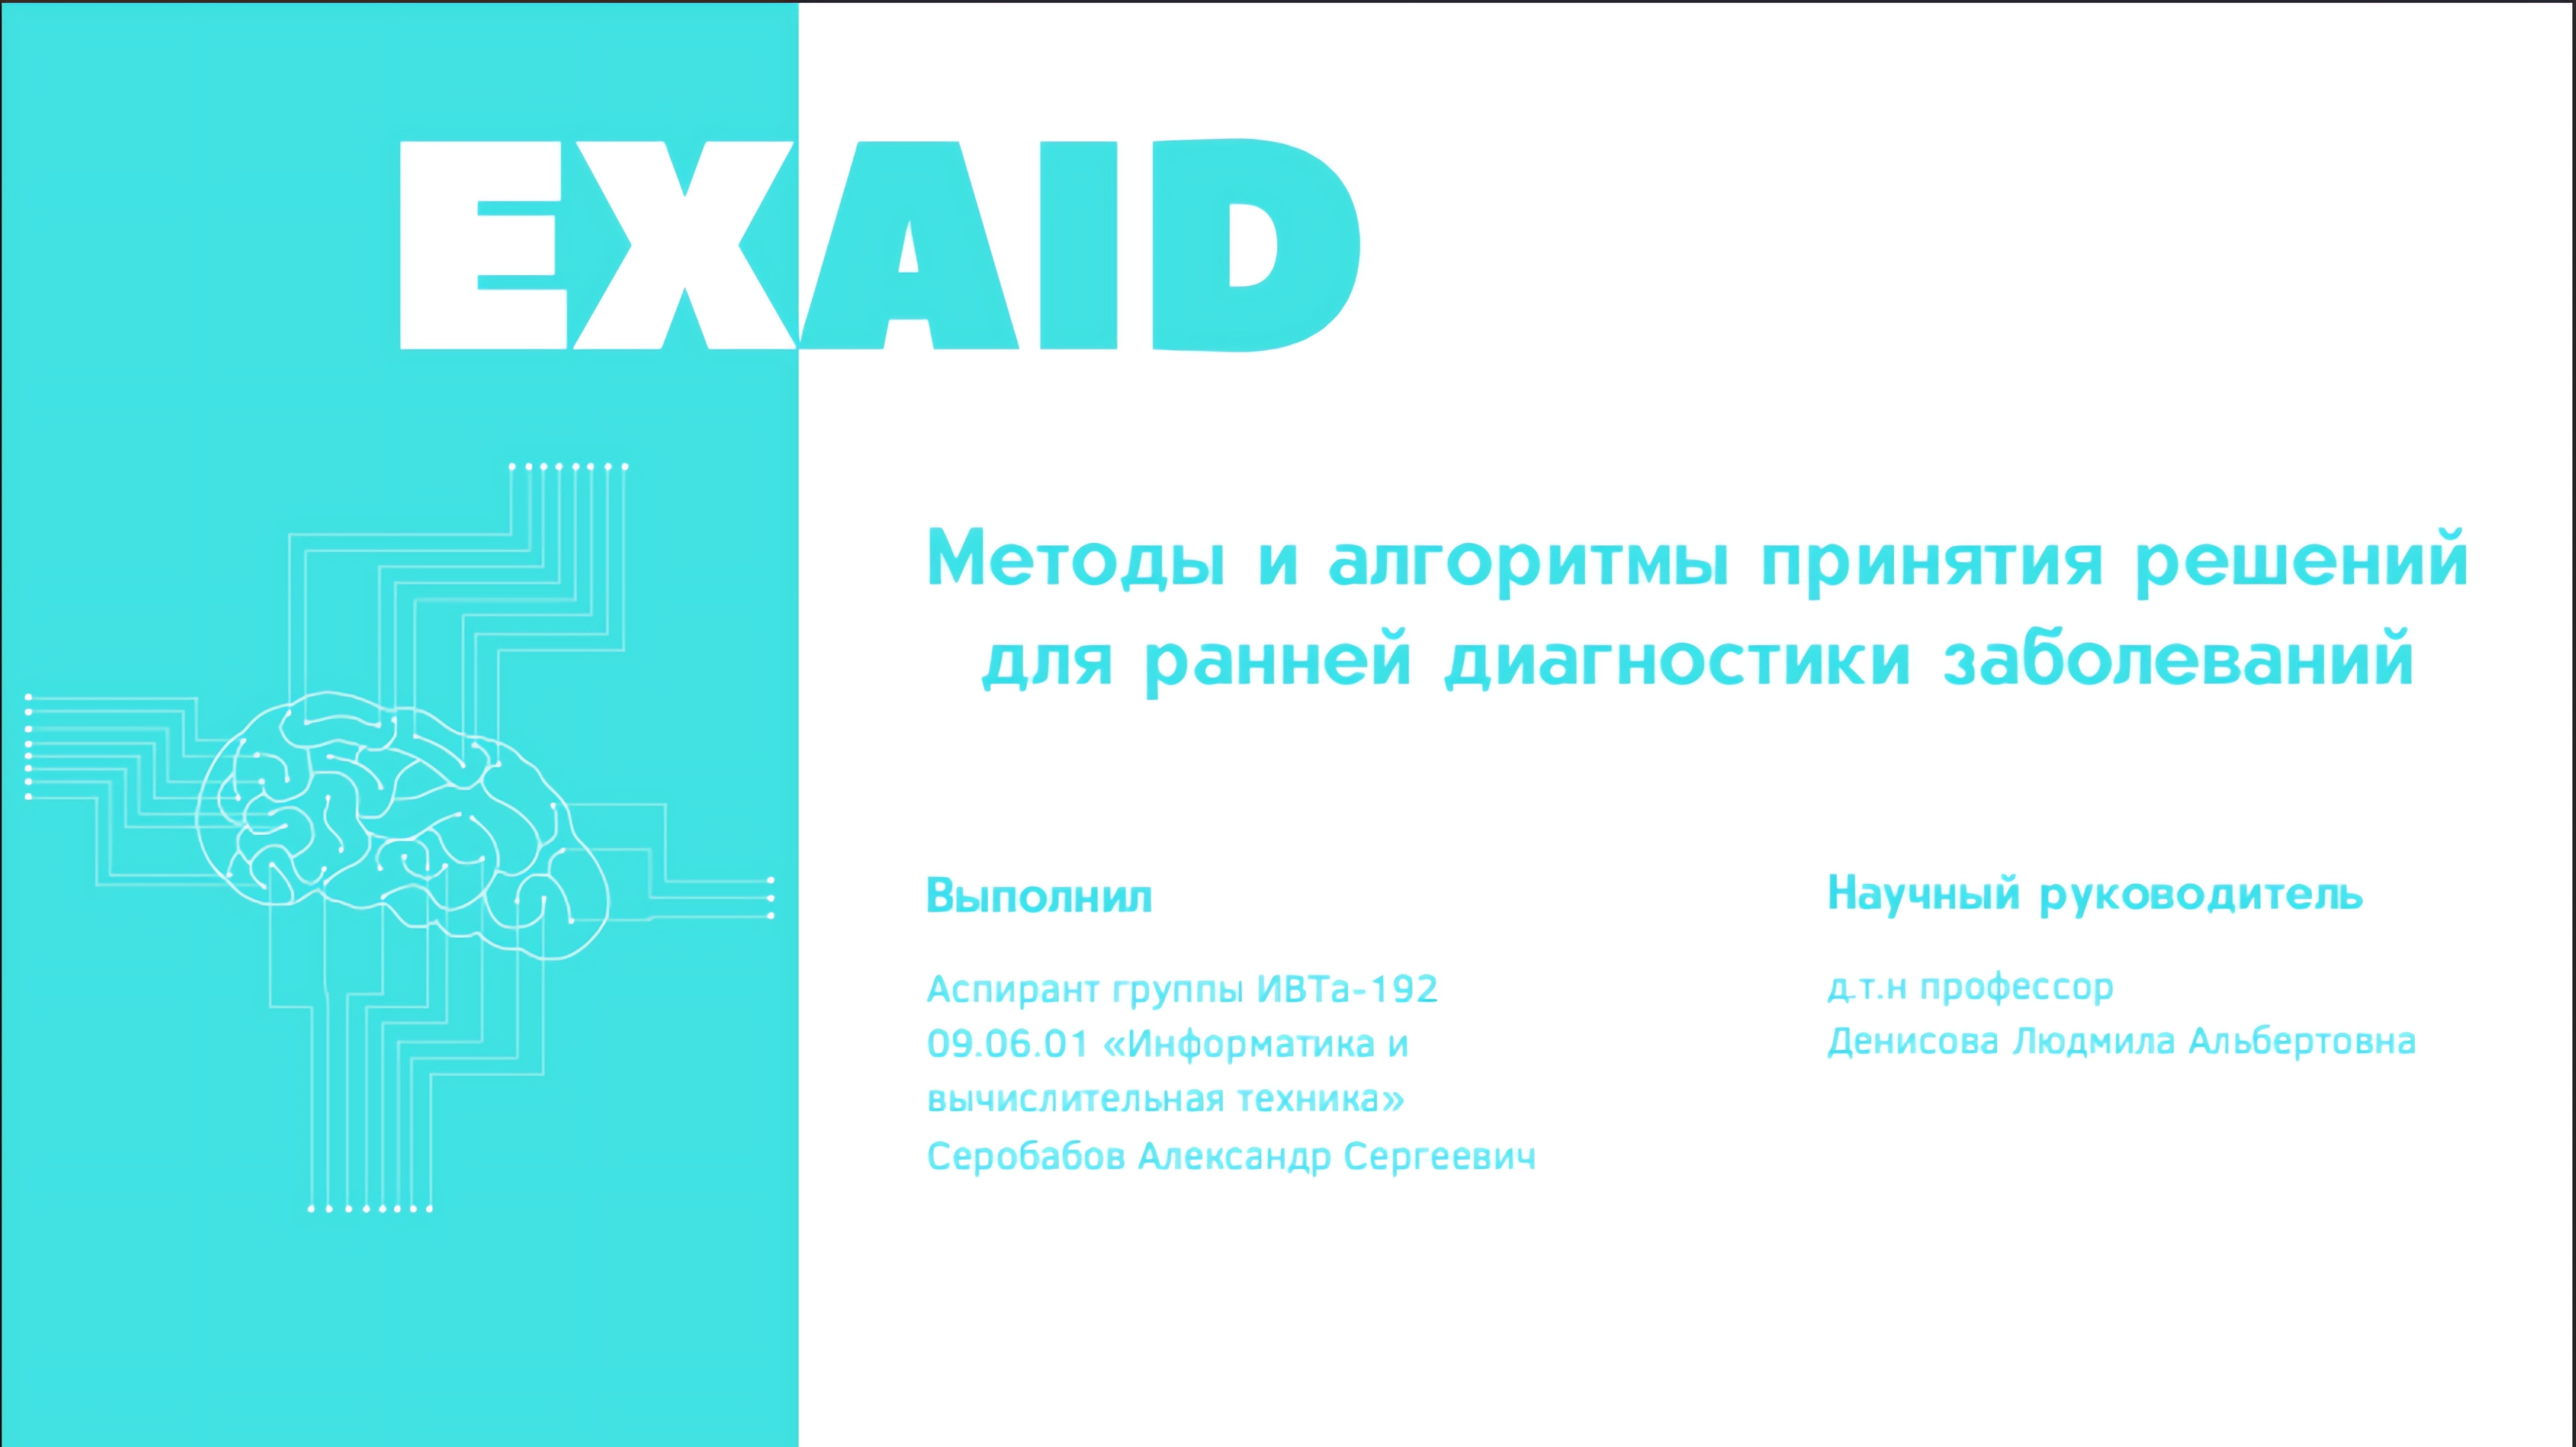 EXAID
Методы и алгоритмы принятия решений
для ранней диагностики заболеваний
Выполнил
Аспирант группы ИВТа-192
09.06.01 «Информатика и
вычислительная техника»
Серобабов Александр Сергеевич
Научный руководитель
д.т.н профессор
Денисова Людмила Альбертовна